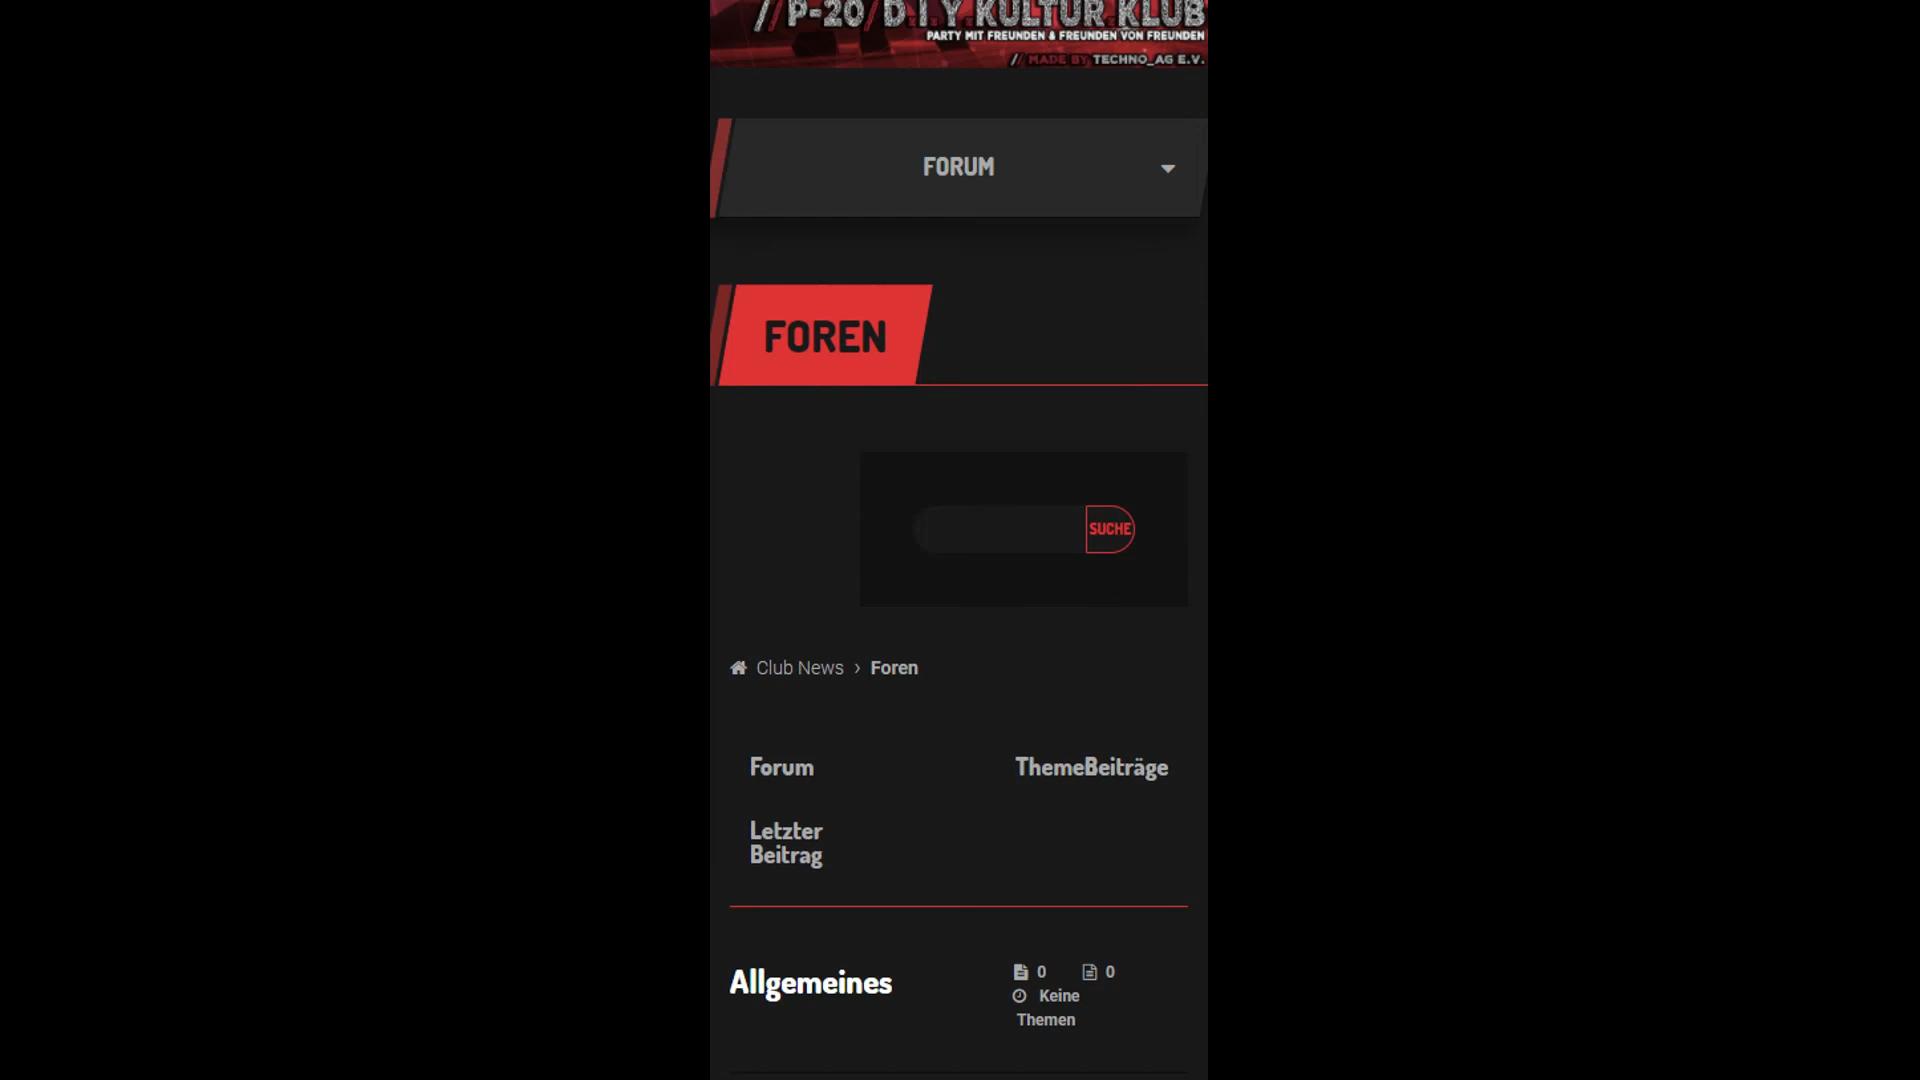 // P-20/D.I.Y.KULTUR KLUB
PARTY MIT FREUNDEN & FREUNDEN VON FREUNDEN
// MADE BY TECHNO_AG E.V.
FORUM
FOREN
SUCHE
Club News › Foren
Forum ThemeBeiträge
Letzter
Beitrag
Allgemeines
0 0
Keine
Themen